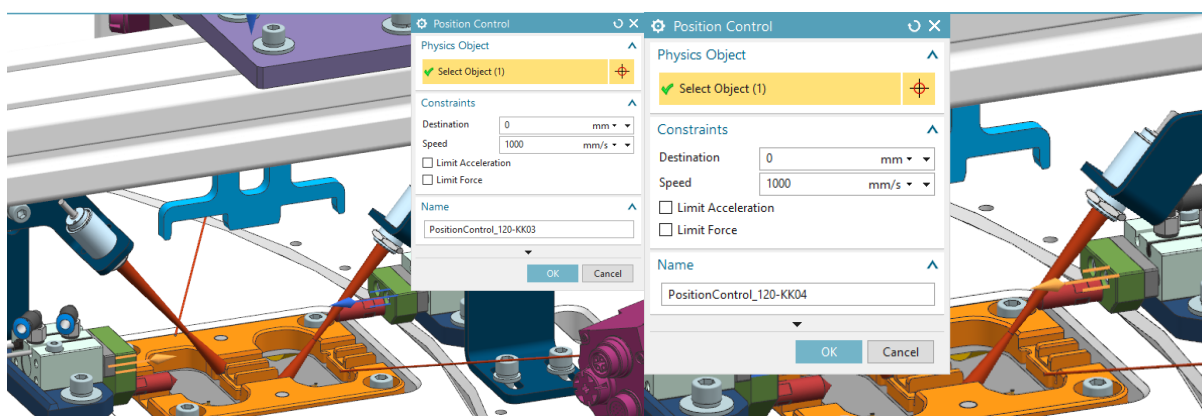 Position Control
Physics Object
Select Object (1)
Constraints
Destination 0 mm
Speed 1000 mm/s
Limit Acceleration
Limit Force
Name
PositionControl_120-KK03
OK Cancel
Position Control
Physics Object
Select Object (1)
Constraints
Destination 0 mm
Speed 1000 mm/s
Limit Acceleration
Limit Force
Name
PositionControl_120-KK04
OK Cancel